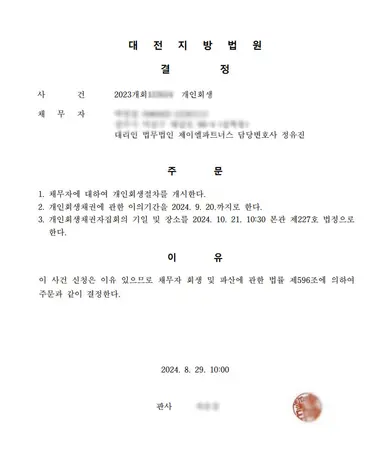 대 전 지 방 법 원
결 정
사 건 2023개회 개인회생
채 무 자
대리인 법무법인 제이엘파트너스 담당변호사 정유진
주 문
1. 채무자에 대하여 개인회생절차를 개시한다.
2. 개인회생채권에 관한 이의기간을 2024. 9. 20.까지로 한다.
3. 개인회생채권자집회의 기일 및 장소를 2024. 10. 21. 10:30 본관 제227호 법정으로
한다.
이 유
이 사건 신청은 이유 있으므로 채무자 회생 및 파산에 관한 법률 제596조에 의하여
주문과 같이 결정한다.
2024. 8. 29. 10:00
판사